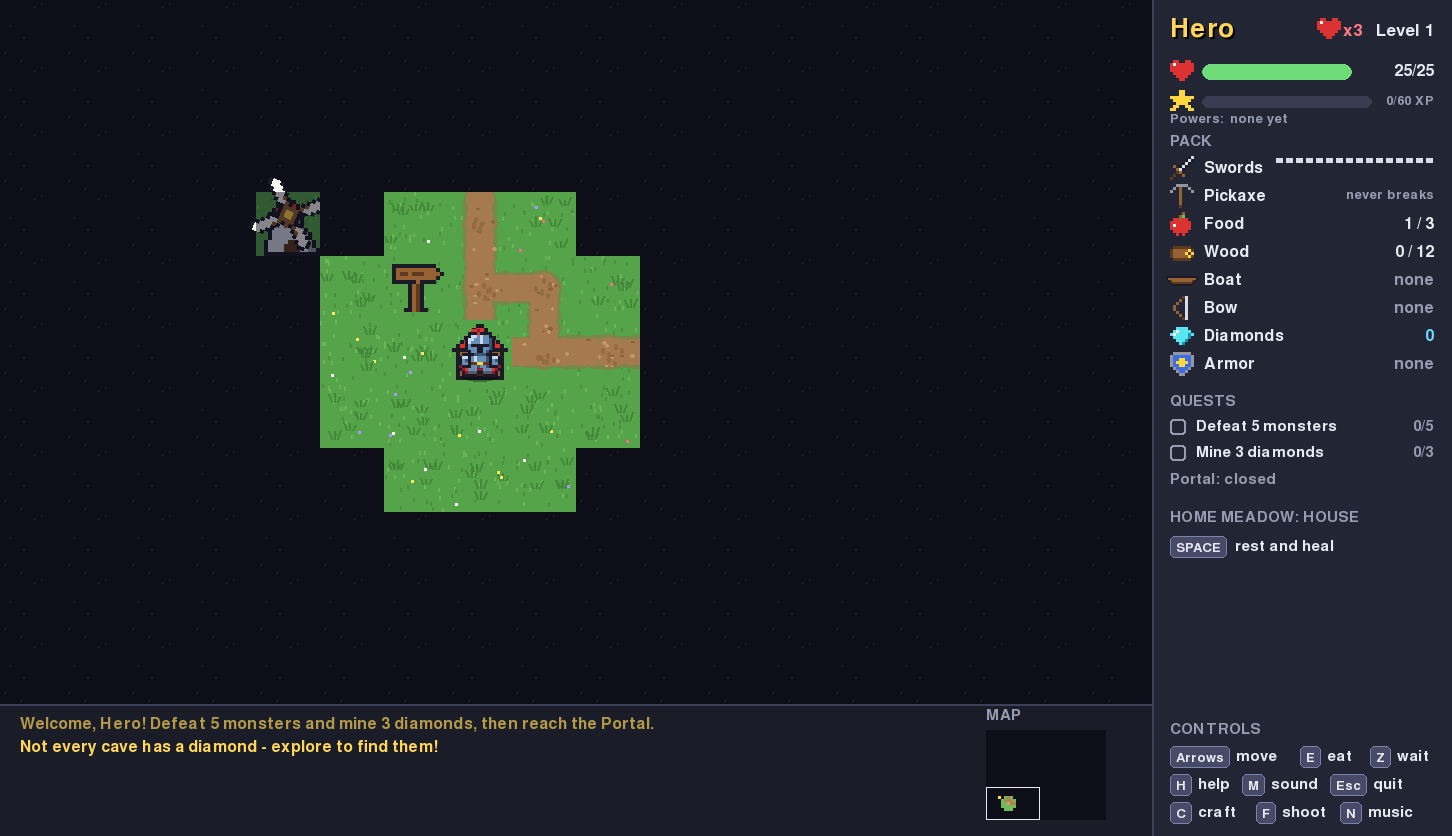 Hero x3 Level 1
25/25
0/60 XP
Powers: none yet
PACK
Swords
Pickaxe never breaks
Food 1 / 3
Wood 0 / 12
Boat none
Bow none
Diamonds 0
Armor none
QUESTS
Defeat 5 monsters 0/5
Mine 3 diamonds 0/3
Portal: closed
HOME MEADOW: HOUSE
SPACE rest and heal
Welcome, Hero! Defeat 5 monsters and mine 3 diamonds, then reach the Portal.
Not every cave has a diamond - explore to find them!
MAP
CONTROLS
Arrows move E eat Z wait
H help M sound Esc quit
C craft F shoot N music